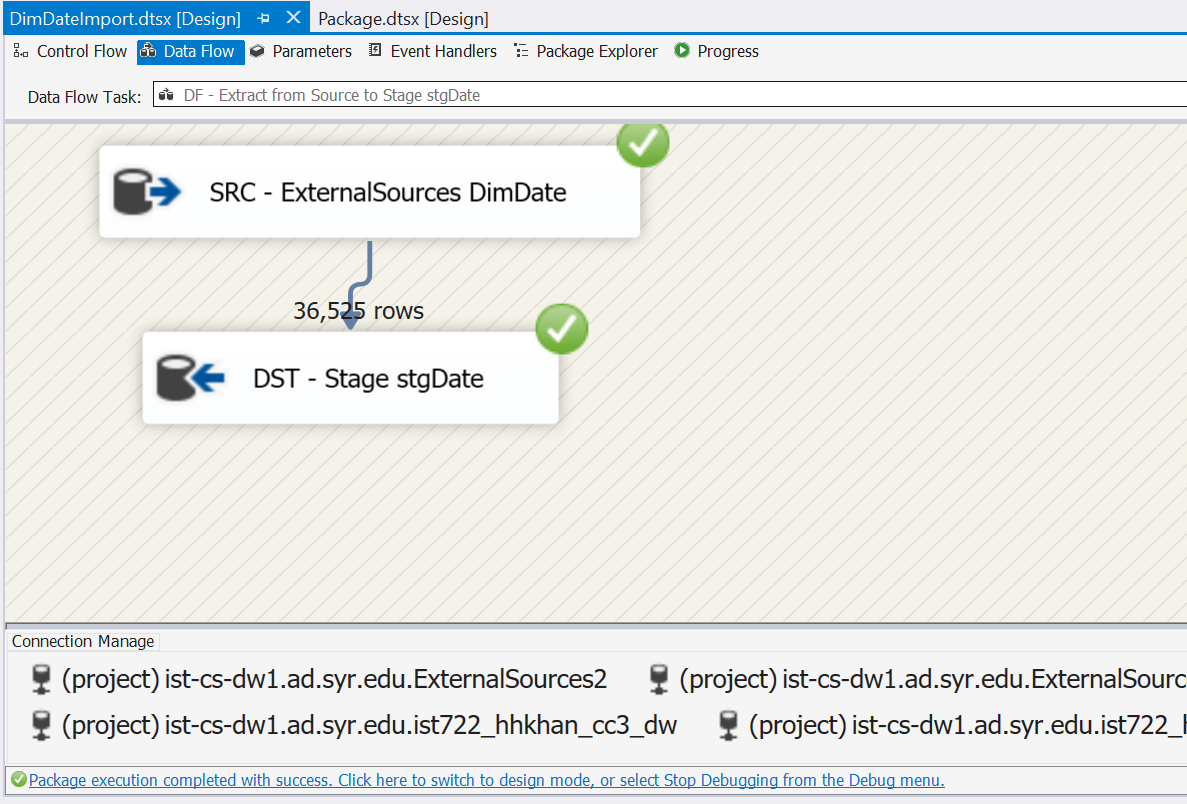 DimDateImport.dtsx [Design] Package.dtsx [Design]
Control Flow Data Flow Parameters Event Handlers Package Explorer Progress
Data Flow Task: DF - Extract from Source to Stage stgDate
SRC - ExternalSources DimDate
36,525 rows
DST - Stage stgDate
Connection Manage
(project) ist-cs-dw1.ad.syr.edu.ExternalSources2 (project) ist-cs-dw1.ad.syr.edu.ExternalSourc
(project) ist-cs-dw1.ad.syr.edu.ist722_hhkhan_cc3_dw (project) ist-cs-dw1.ad.syr.edu.ist722_
Package execution completed with success. Click here to switch to design mode, or select Stop Debugging from the Debug menu.